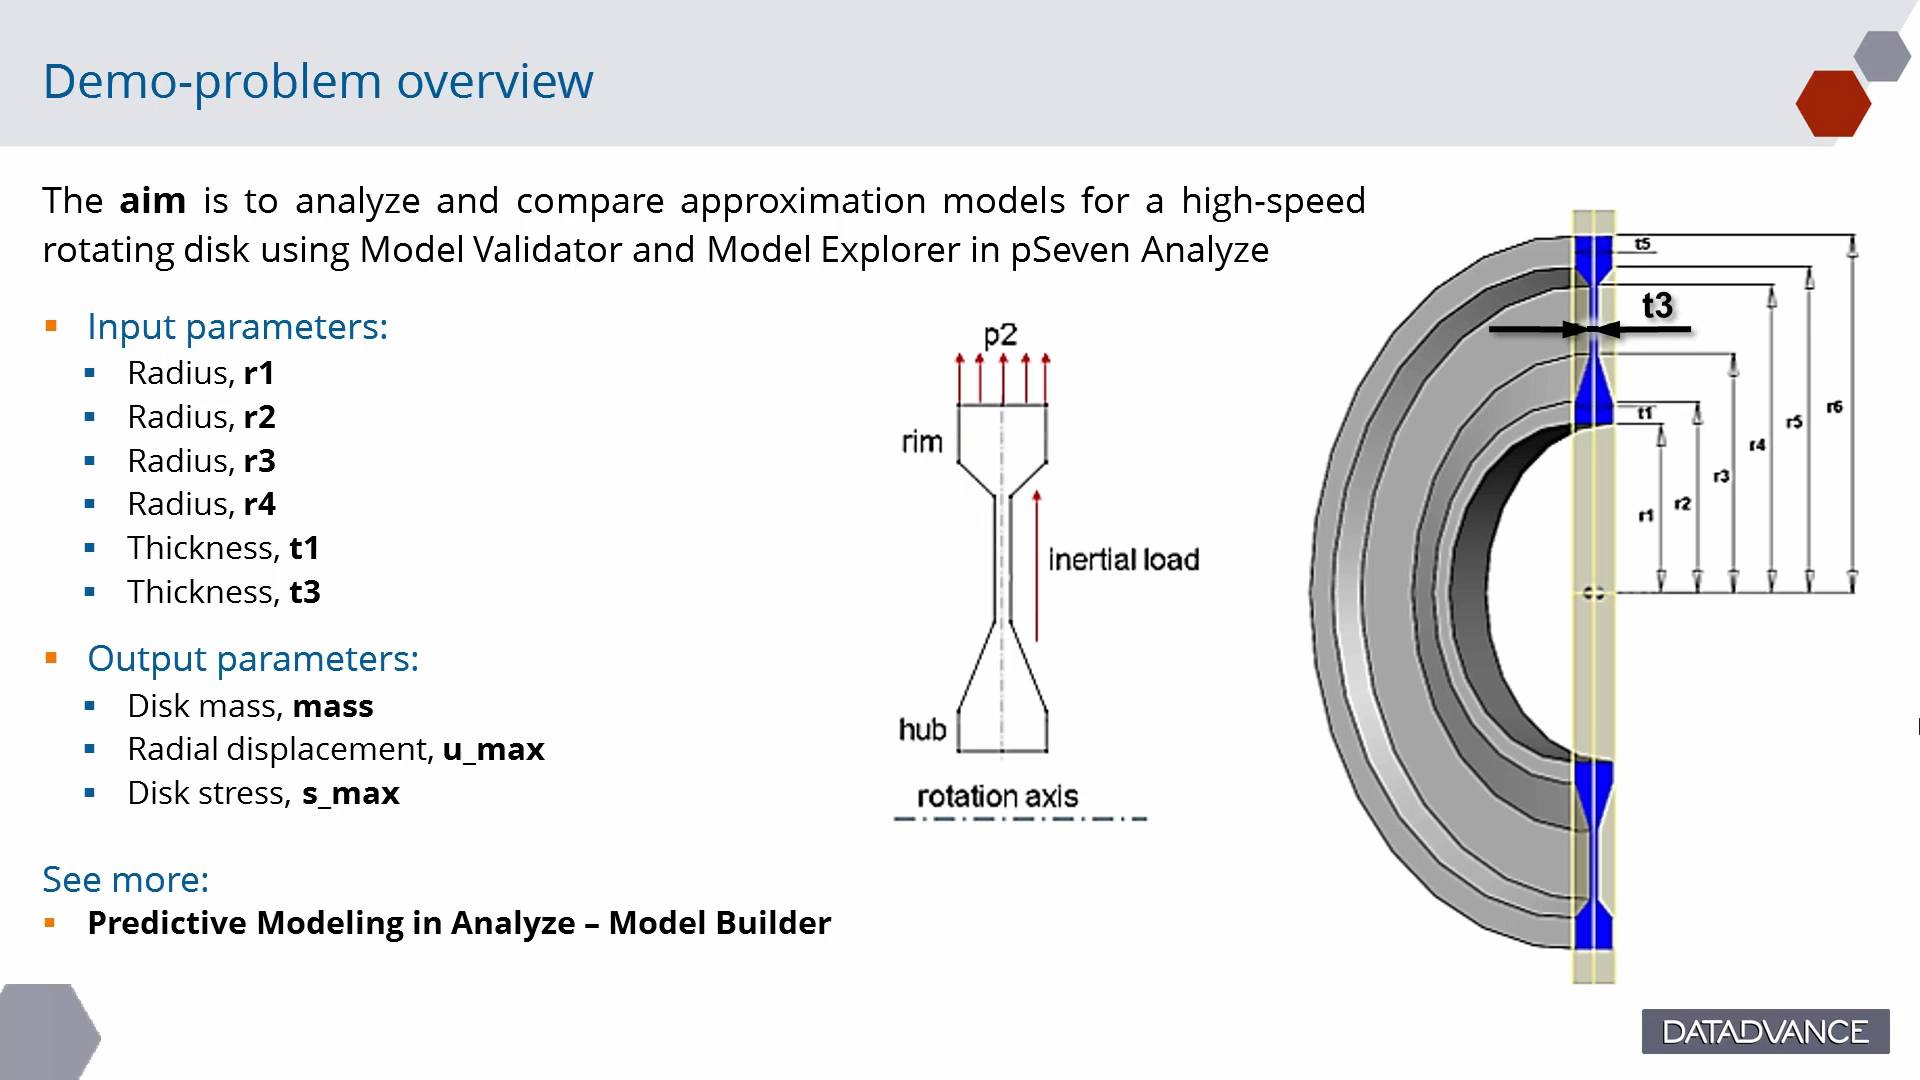 Demo-problem overview
The aim is to analyze and compare approximation models for a high-speed
rotating disk using Model Validator and Model Explorer in pSeven Analyze
Input parameters:
Radius, r1
Radius, r2
Radius, r3
Radius, r4
Thickness, t1
Thickness, t3
Output parameters:
Disk mass, mass
Radial displacement, u_max
Disk stress, s_max
See more:
Predictive Modeling in Analyze – Model Builder
p2
rim
inertial load
hub
rotation axis
t5
t3
t1
r1
r2
r3
r4
r5
r6
DATADVANCE